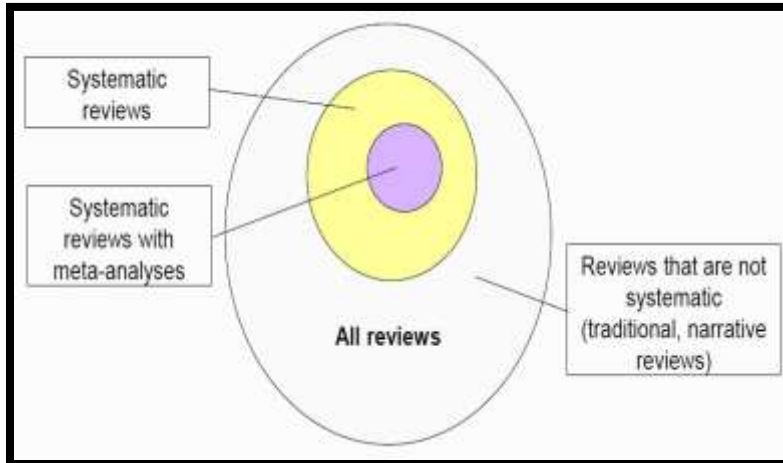 Systematic
reviews
Systematic
reviews with
meta-analyses
All reviews
Reviews that are not
systematic
(traditional, narrative
reviews)